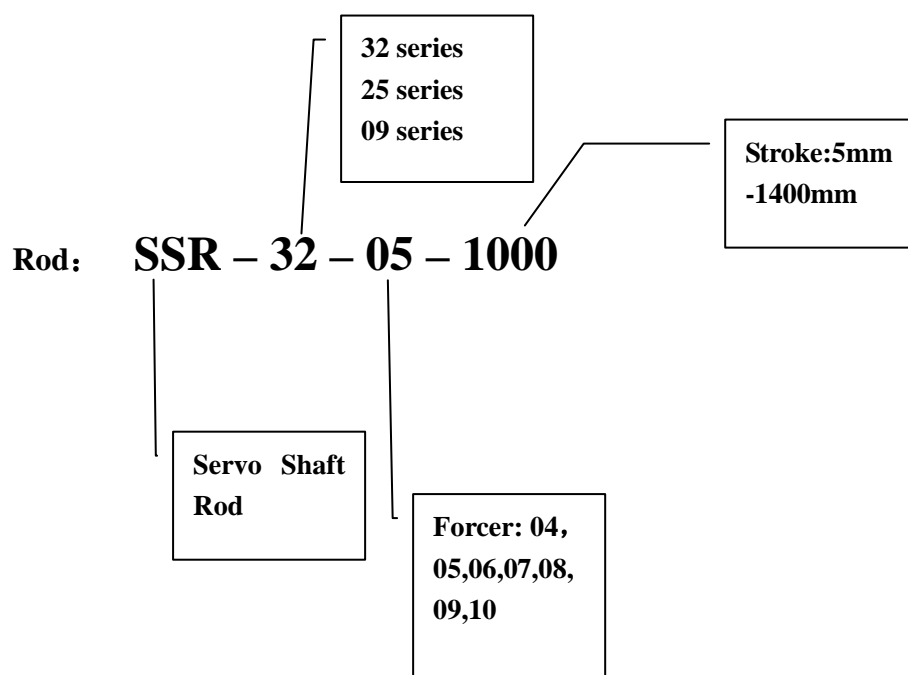 32 series
25 series
09 series
Stroke:5mm
-1400mm
Rod： SSR – 32 – 05 – 1000
Servo Shaft
Rod
Forcer: 04，
05,06,07,08,
09,10